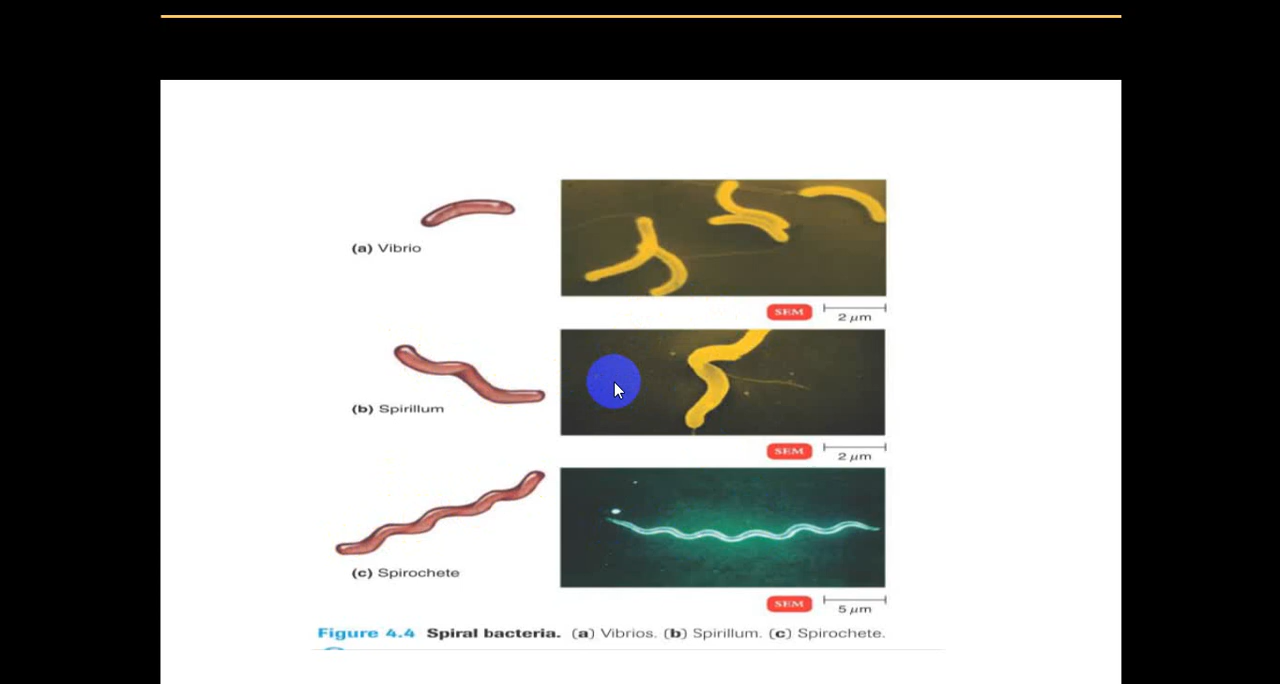 (a) Vibrio
SEM 2 μm
(b) Spirillum
SEM 2 μm
(c) Spirochete
SEM 5 μm
Figure 4.4 Spiral bacteria. (a) Vibrios. (b) Spirillum. (c) Spirochete.